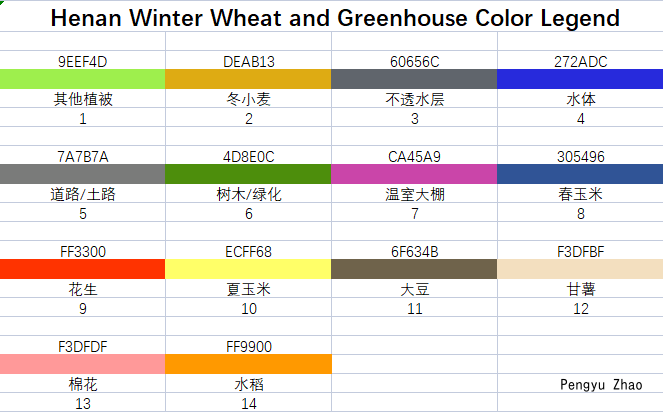 Henan Winter Wheat and Greenhouse Color Legend
9EEF4D DEAB13 60656C 272ADC
其他植被 冬小麦 不透水层 水体
1 2 3 4
7A7B7A 4D8E0C CA45A9 305496
道路/土路 树木/绿化 温室大棚 春玉米
5 6 7 8
FF3300 ECFF68 6F634B F3DFBF
花生 夏玉米 大豆 甘薯
9 10 11 12
F3DFDF FF9900
棉花 水稻 Pengyu Zhao
13 14